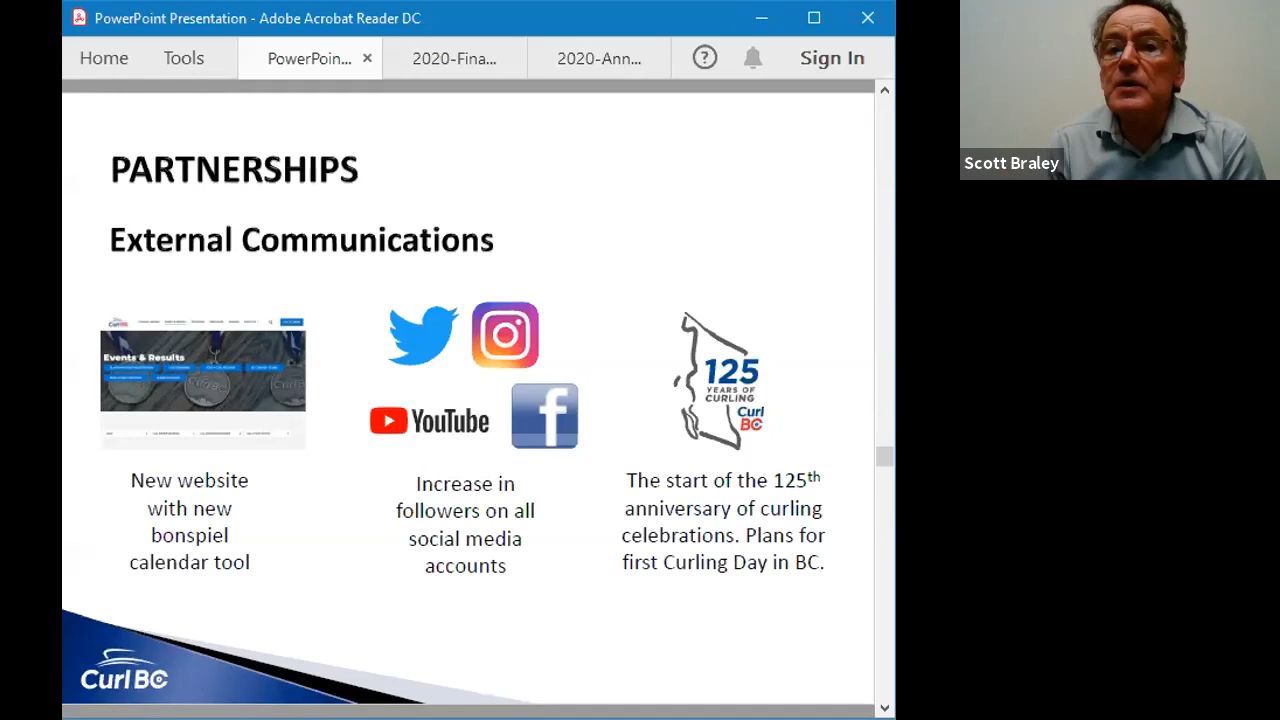 PowerPoint Presentation - Adobe Acrobat Reader DC
Home Tools PowerPoin... × 2020-Fina... 2020-Ann... ? Sign In
Scott Braley
PARTNERSHIPS
External Communications
Events & Results
New website
with new
bonspiel
calendar tool
YouTube
f
Increase in
followers on all
social media
accounts
125
YEARS OF
CURLING
Curl
BC
The start of the 125th
anniversary of curling
celebrations. Plans for
first Curling Day in BC.
Curl BC